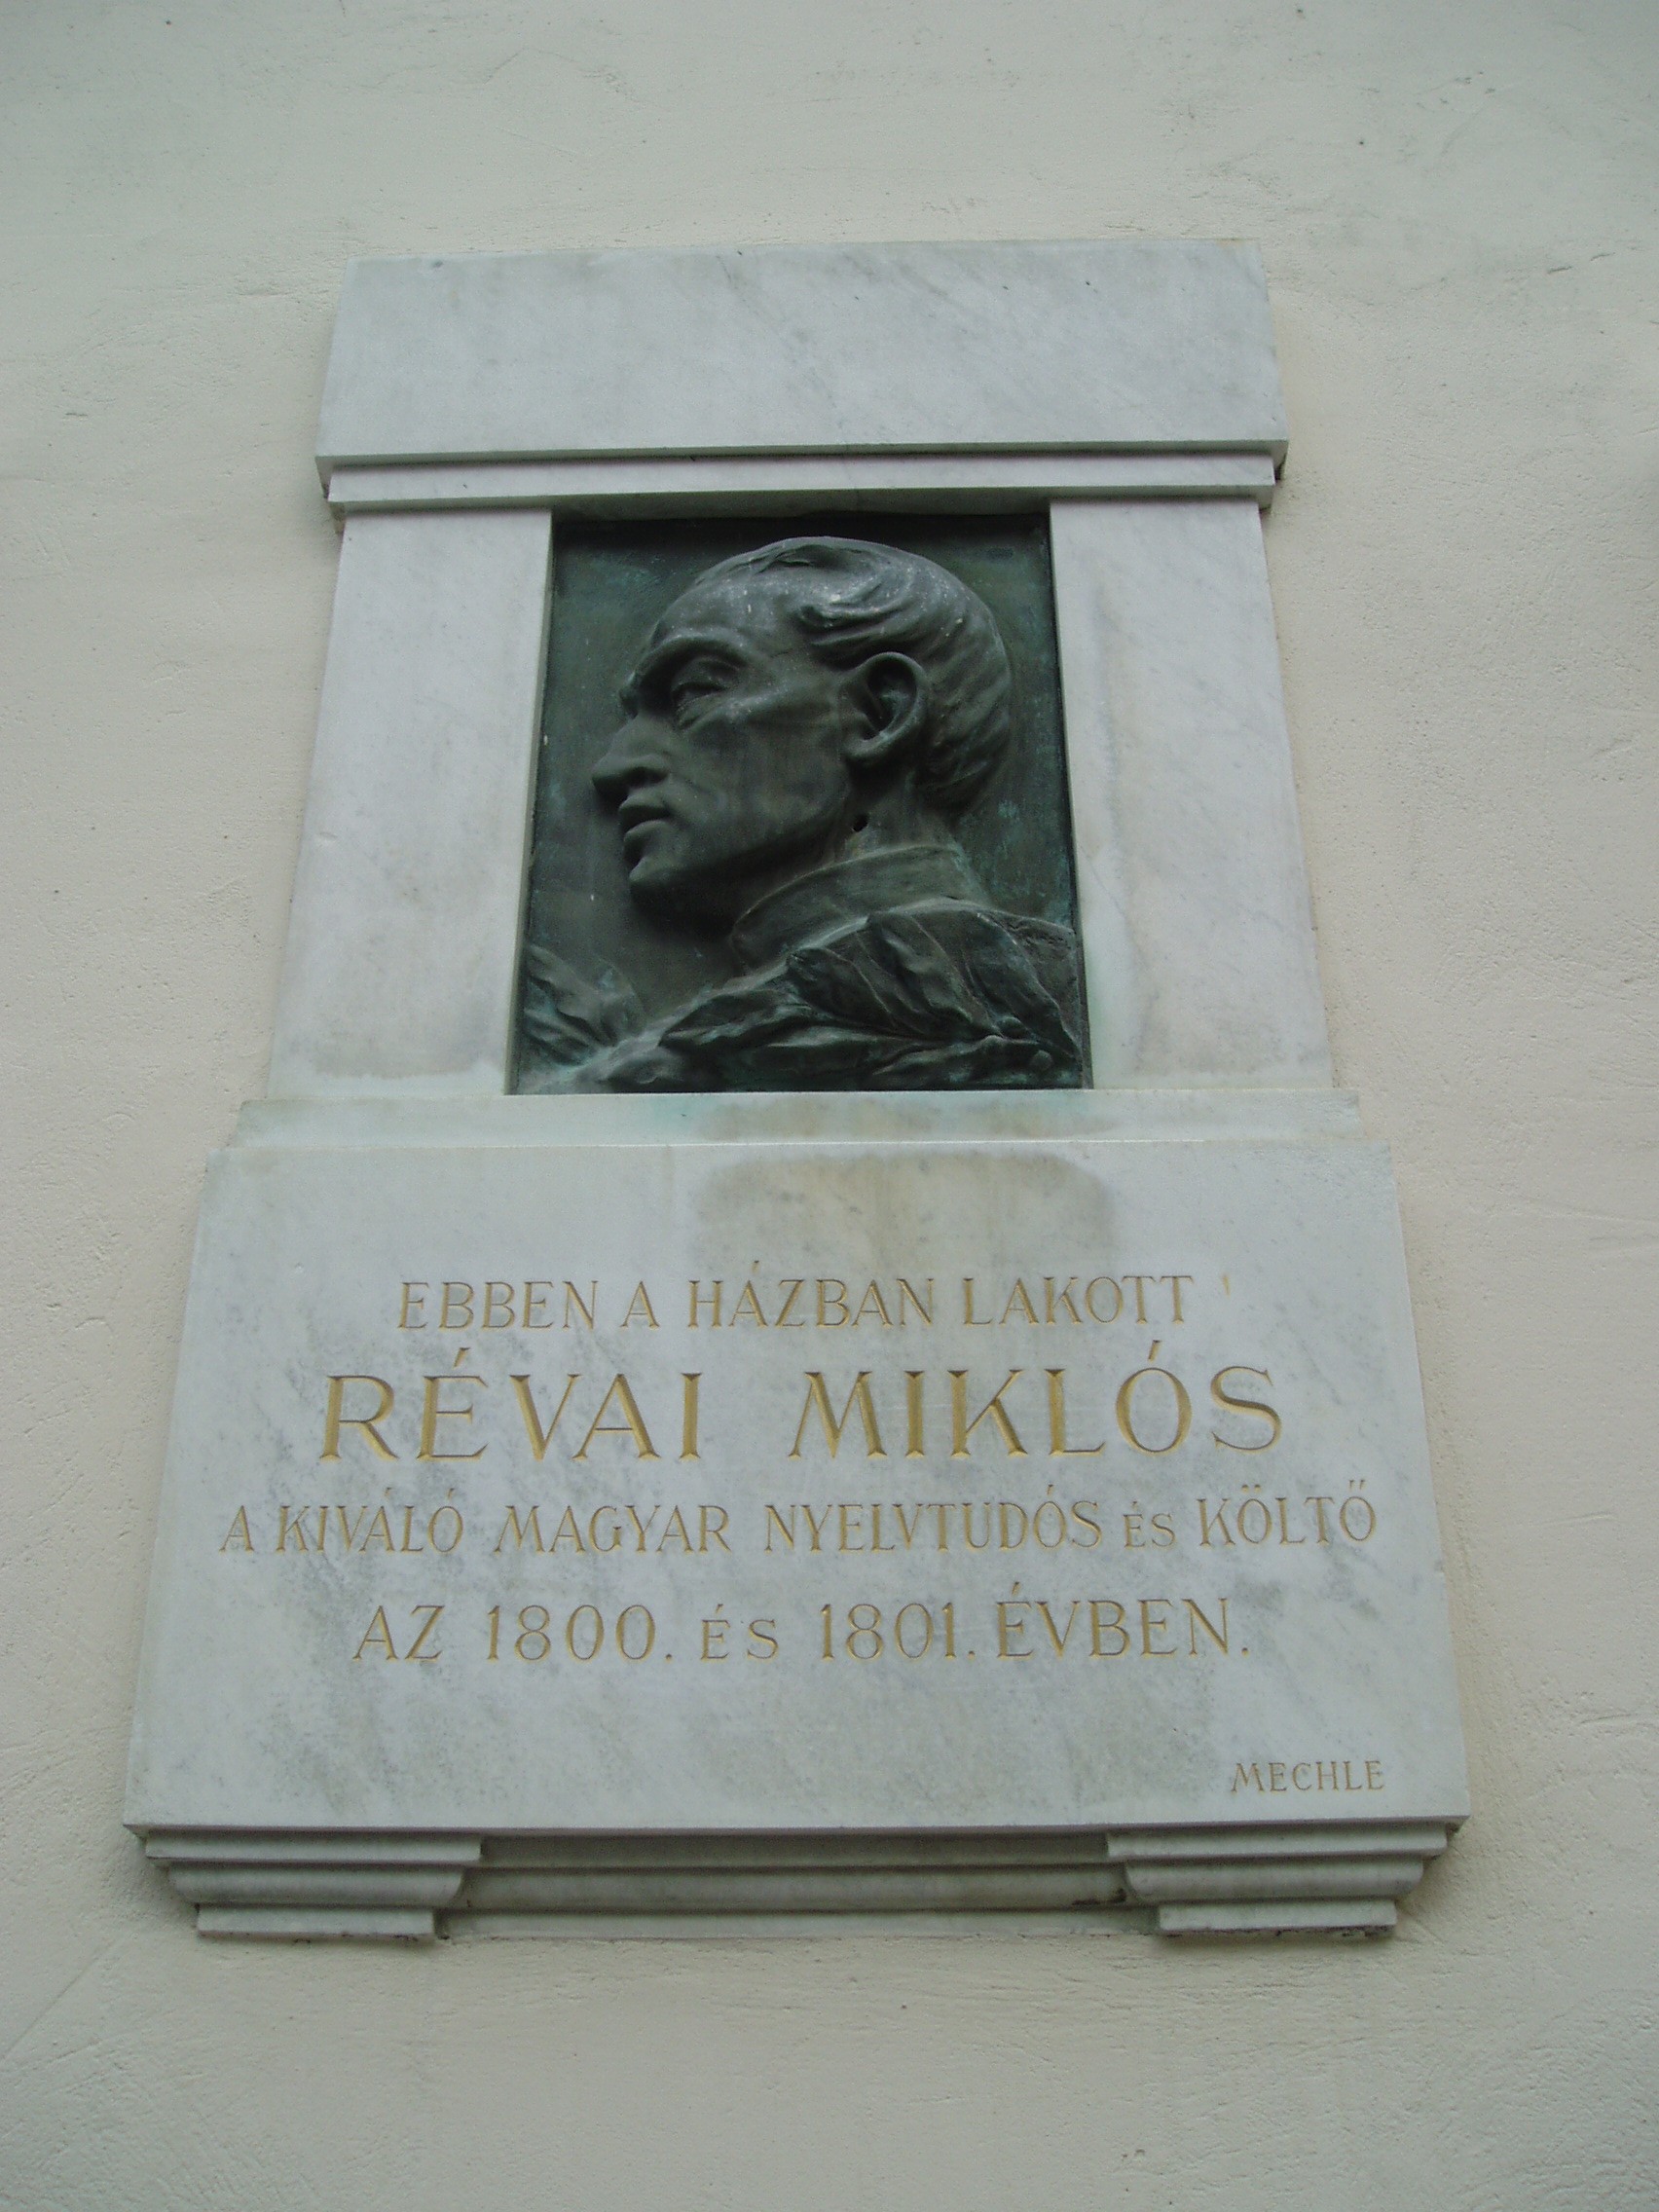 EBBEN A HÁZBAN LAKOTT
RÉVAI MIKLÓS
A KIVÁLÓ MAGYAR NYELVTUDÓS ÉS KÖLTŐ
AZ 1800. ÉS 1801. ÉVBEN.
MECHLE